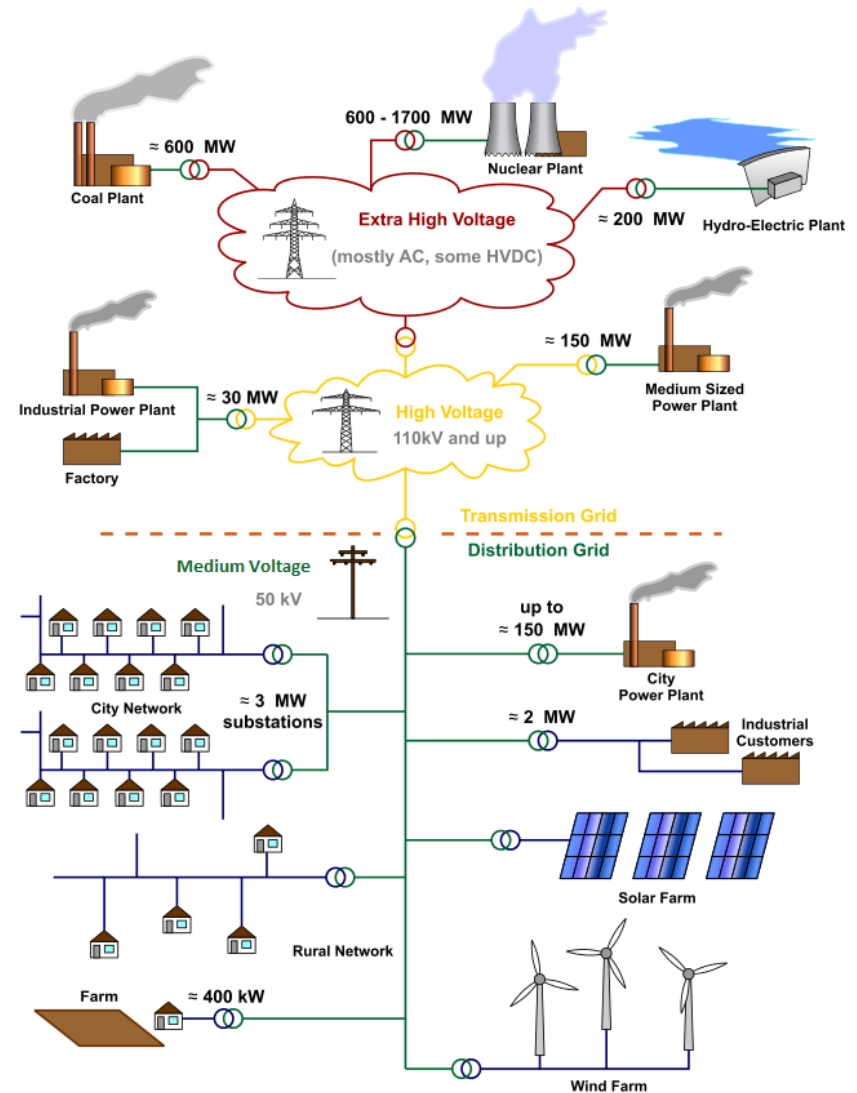 600 - 1700 MW
≈ 600 MW
Nuclear Plant
Coal Plant
Extra High Voltage
≈ 200 MW
Hydro-Electric Plant
(mostly AC, some HVDC)
≈ 150 MW
Industrial Power Plant
≈ 30 MW
Medium Sized
Power Plant
High Voltage
110kV and up
Factory
Transmission Grid
Distribution Grid
Medium Voltage
50 kV
up to
≈ 150 MW
City
Power Plant
City Network
≈ 3 MW
substations
≈ 2 MW
Industrial
Customers
Solar Farm
Rural Network
Farm
≈ 400 kW
Wind Farm